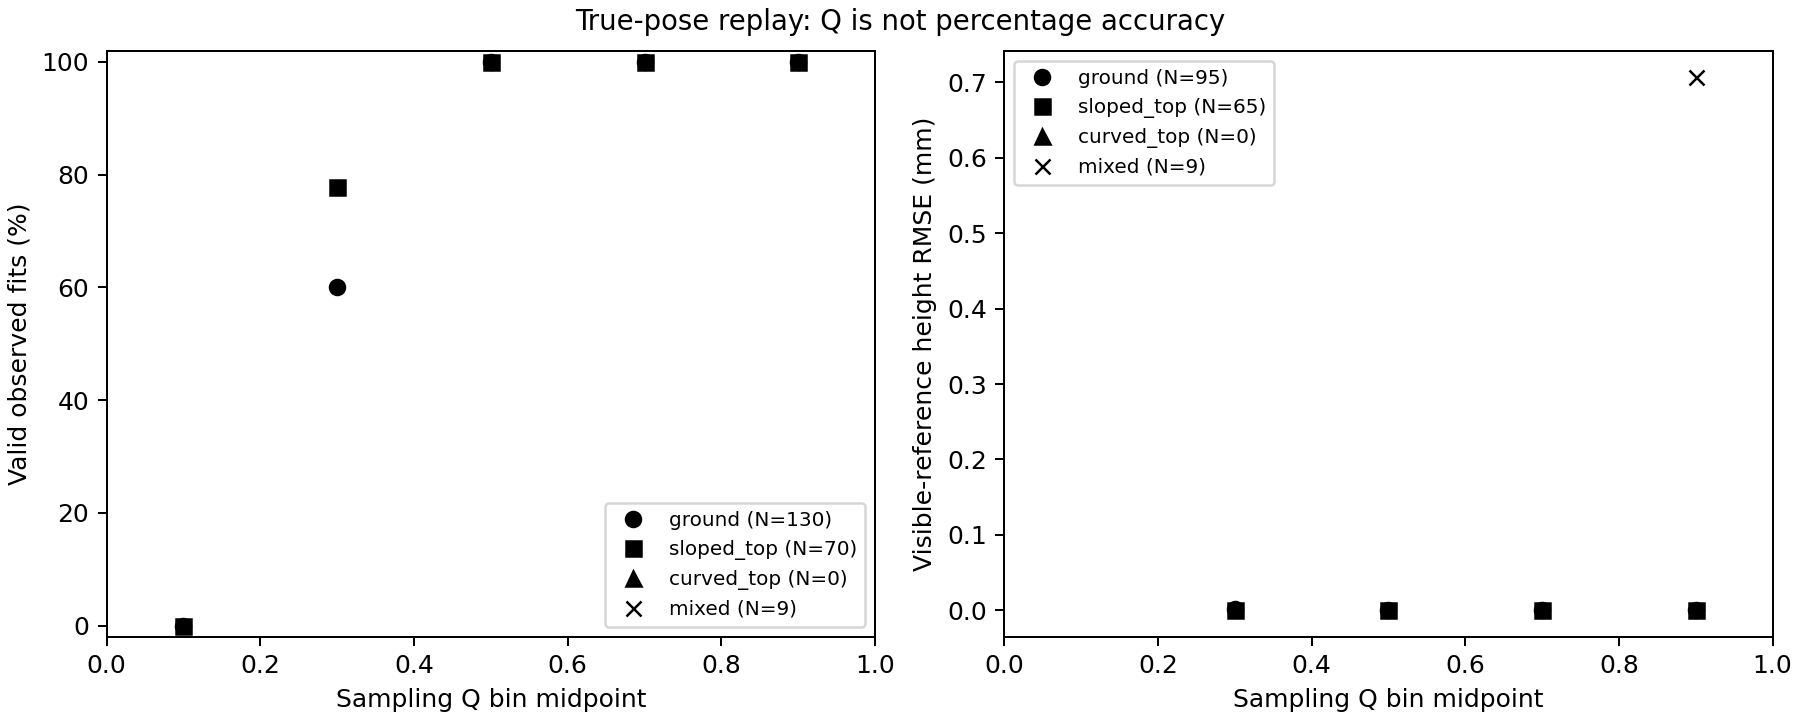 True-pose replay: Q is not percentage accuracy
Valid observed fits (%)
100
80
60
40
20
0
ground (N=130)
sloped_top (N=70)
curved_top (N=0)
mixed (N=9)
0.0 0.2 0.4 0.6 0.8 1.0
Sampling Q bin midpoint
Visible-reference height RMSE (mm)
0.7
0.6
0.5
0.4
0.3
0.2
0.1
0.0
ground (N=95)
sloped_top (N=65)
curved_top (N=0)
mixed (N=9)
0.0 0.2 0.4 0.6 0.8 1.0
Sampling Q bin midpoint